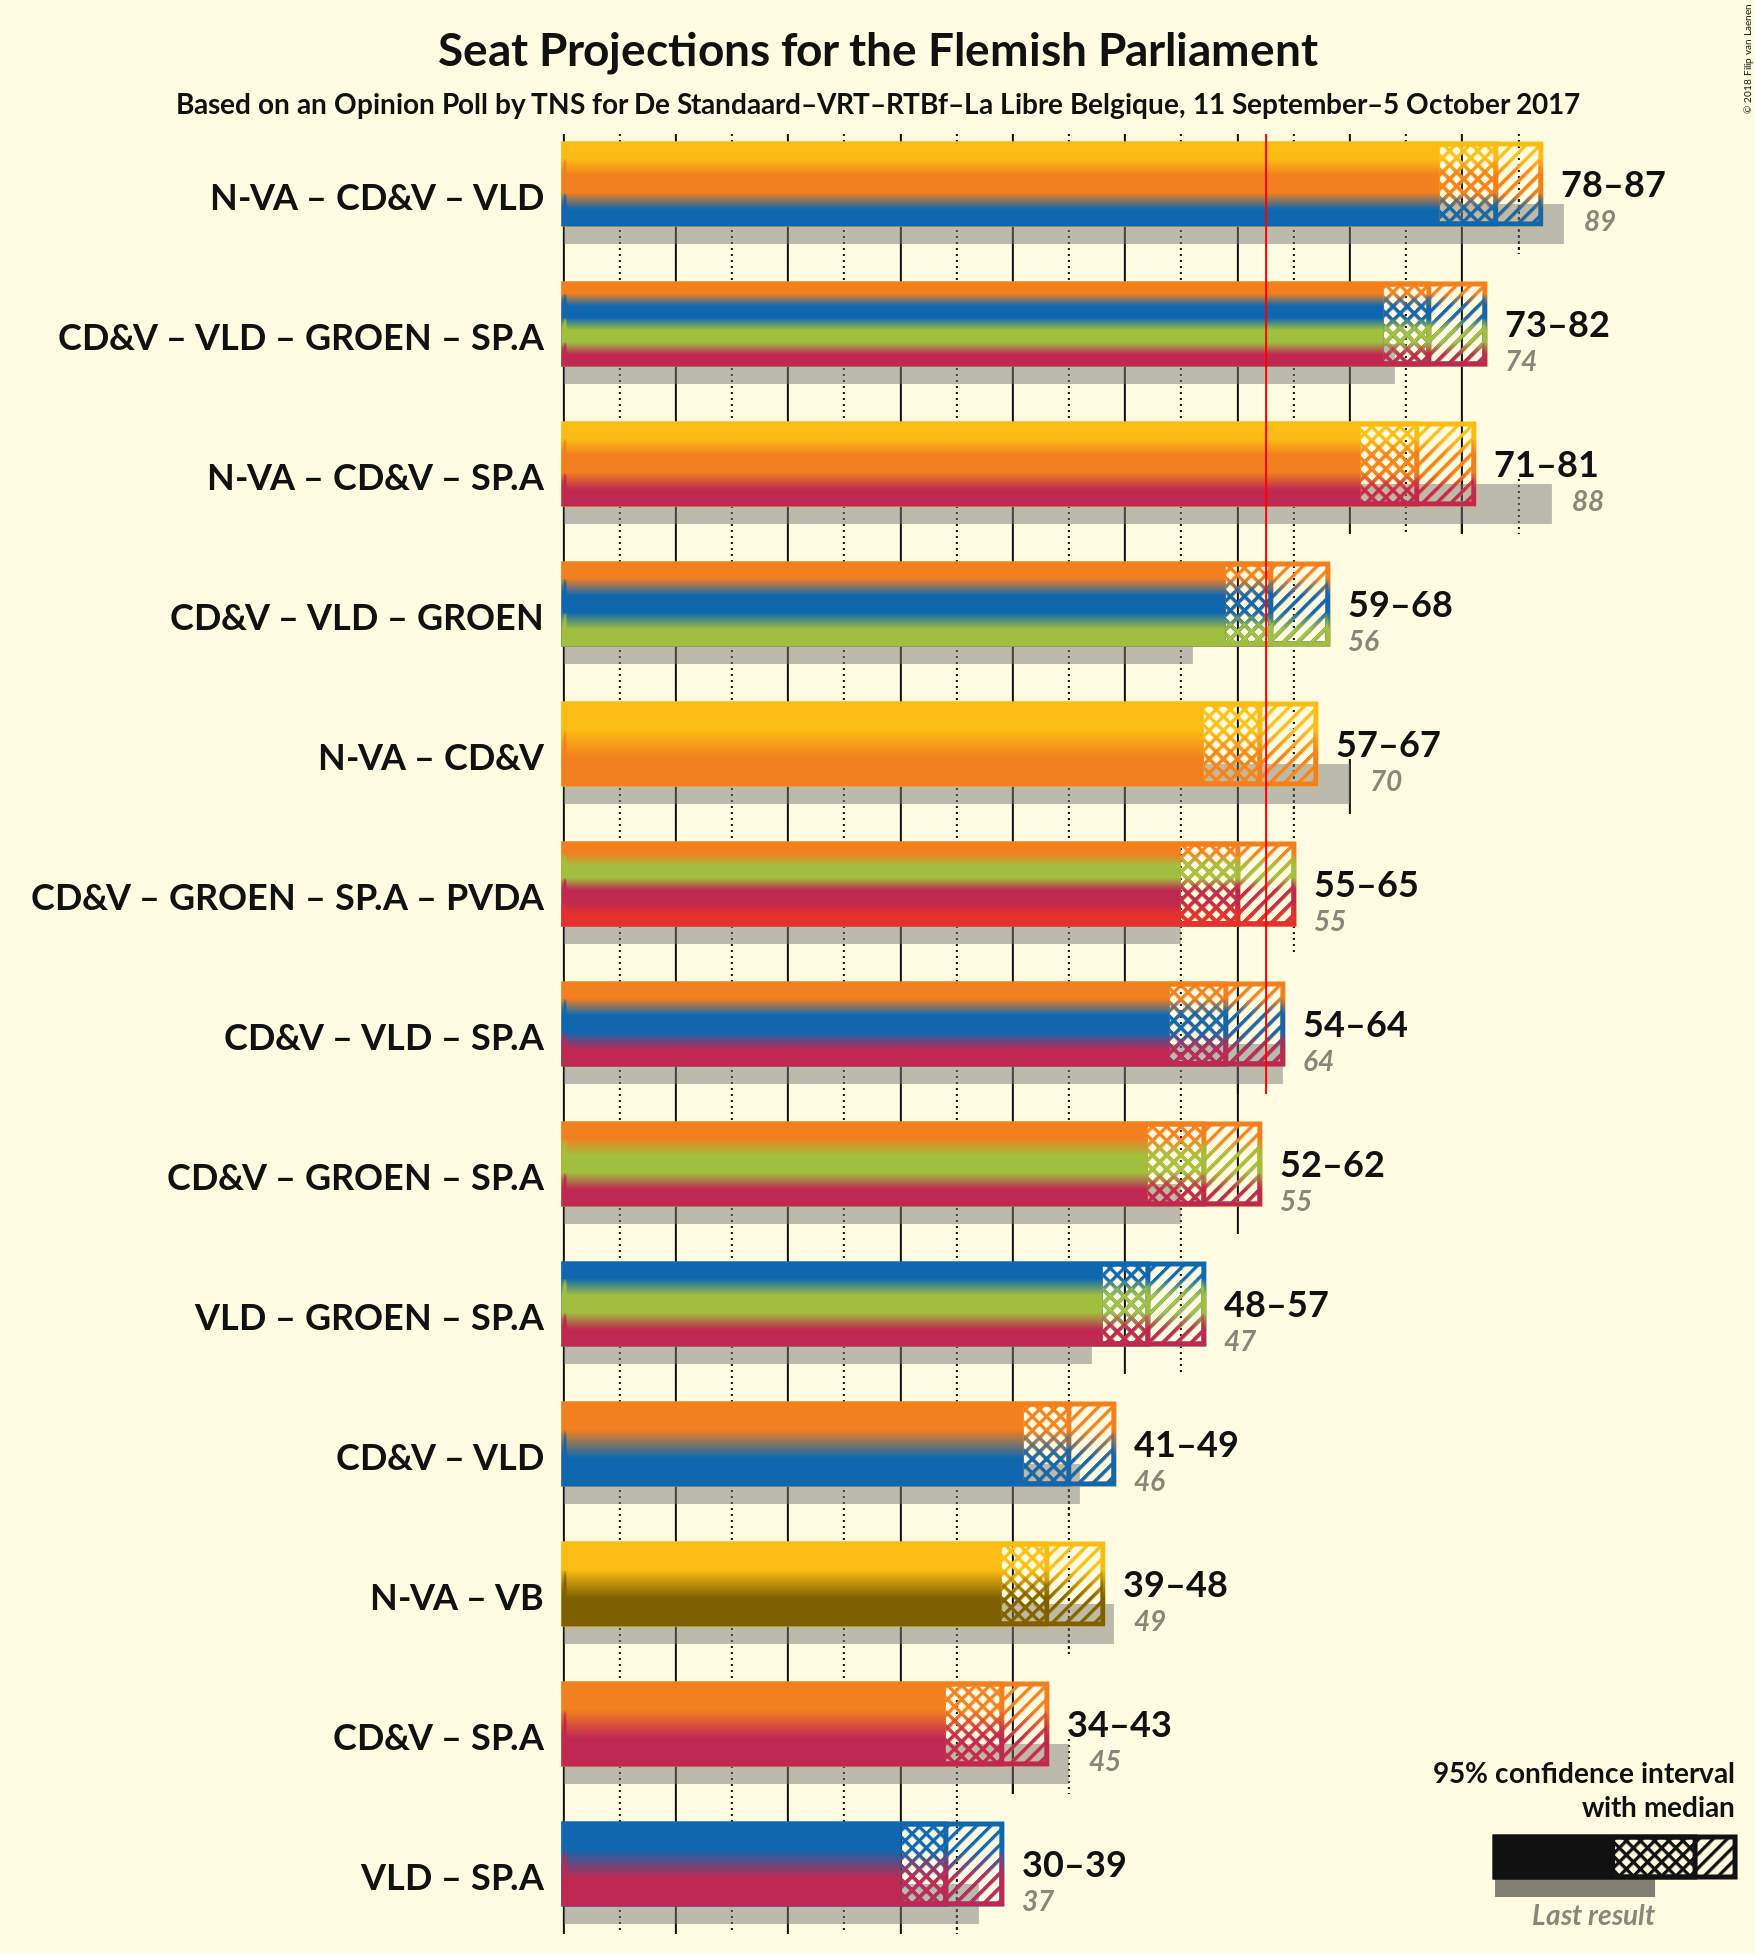 Seat Projections for the Flemish Parliament
Based on an Opinion Poll by TNS for De Standaard–VRT–RTBf–La Libre Belgique, 11 September–5 October 2017
© 2018 Filip van Laenen
N-VA – CD&V – VLD
78–87
89
CD&V – VLD – GROEN – SP.A
73–82
74
N-VA – CD&V – SP.A
71–81
88
CD&V – VLD – GROEN
59–68
56
N-VA – CD&V
57–67
70
CD&V – GROEN – SP.A – PVDA
55–65
55
CD&V – VLD – SP.A
54–64
64
CD&V – GROEN – SP.A
52–62
55
VLD – GROEN – SP.A
48–57
47
CD&V – VLD
41–49
46
N-VA – VB
39–48
49
CD&V – SP.A
34–43
45
VLD – SP.A
30–39
37
95% confidence interval
with median
Last result